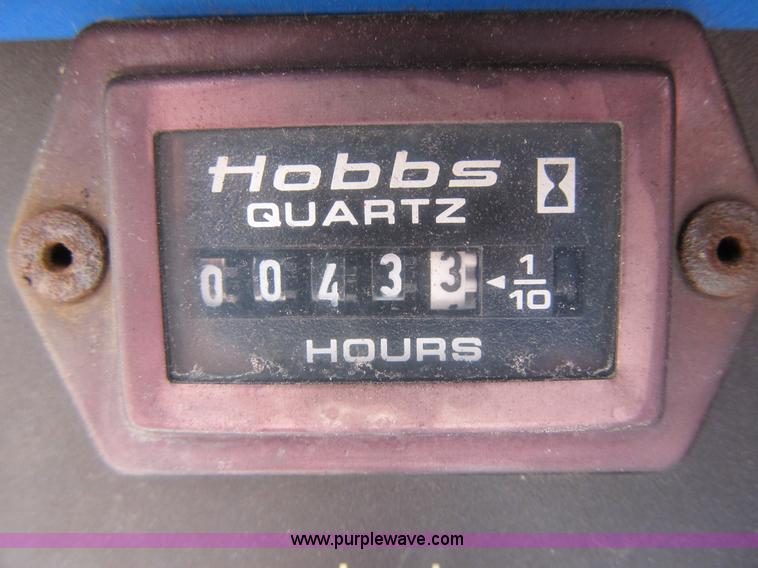 Hobbs
QUARTZ
0 0 4 3 3 ◄ 1/10
HOURS
www.purplewave.com